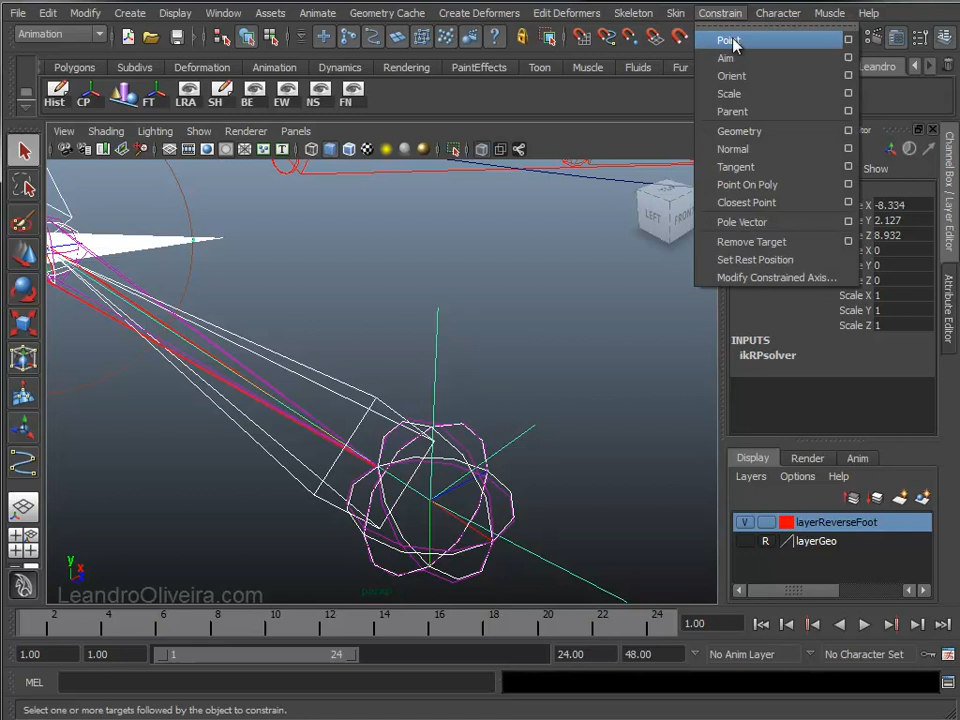 File Edit Modify Create Display Window Assets Animate Geometry Cache Create Deformers Edit Deformers Skeleton Skin Constrain Character Muscle Help
Animation
Point
Leandro
Polygons Subdivs Deformation Animation Dynamics Rendering PaintEffects Toon Muscle Fluids Fur
Aim
Orient
Scale
Hist CP FT LRA SH BE EW NS FN
Parent
View Shading Lighting Show Renderer Panels
Geometry
Normal
Tangent
Show
Point On Poly
Closest Point
X -8.334
Y 2.127
Pole Vector
Z 8.932
Remove Target
X 0
Set Rest Position
Y 0
Modify Constrained Axis...
Z 0
Scale X 1
Scale Y 1
Scale Z 1
INPUTS
ikRPsolver
LEFT FRONT
Channel Box / Layer Editor
Attribute Editor
Display Render Anim
Layers Options Help
V layerReverseFoot
R layerGeo
y
x
z
persp
LeandroOliveira.com
2 4 6 8 10 12 14 16 18 20 22 24
1.00
1.00 1.00 1 24 24.00 48.00 No Anim Layer No Character Set
MEL
Select one or more targets followed by the object to constrain.